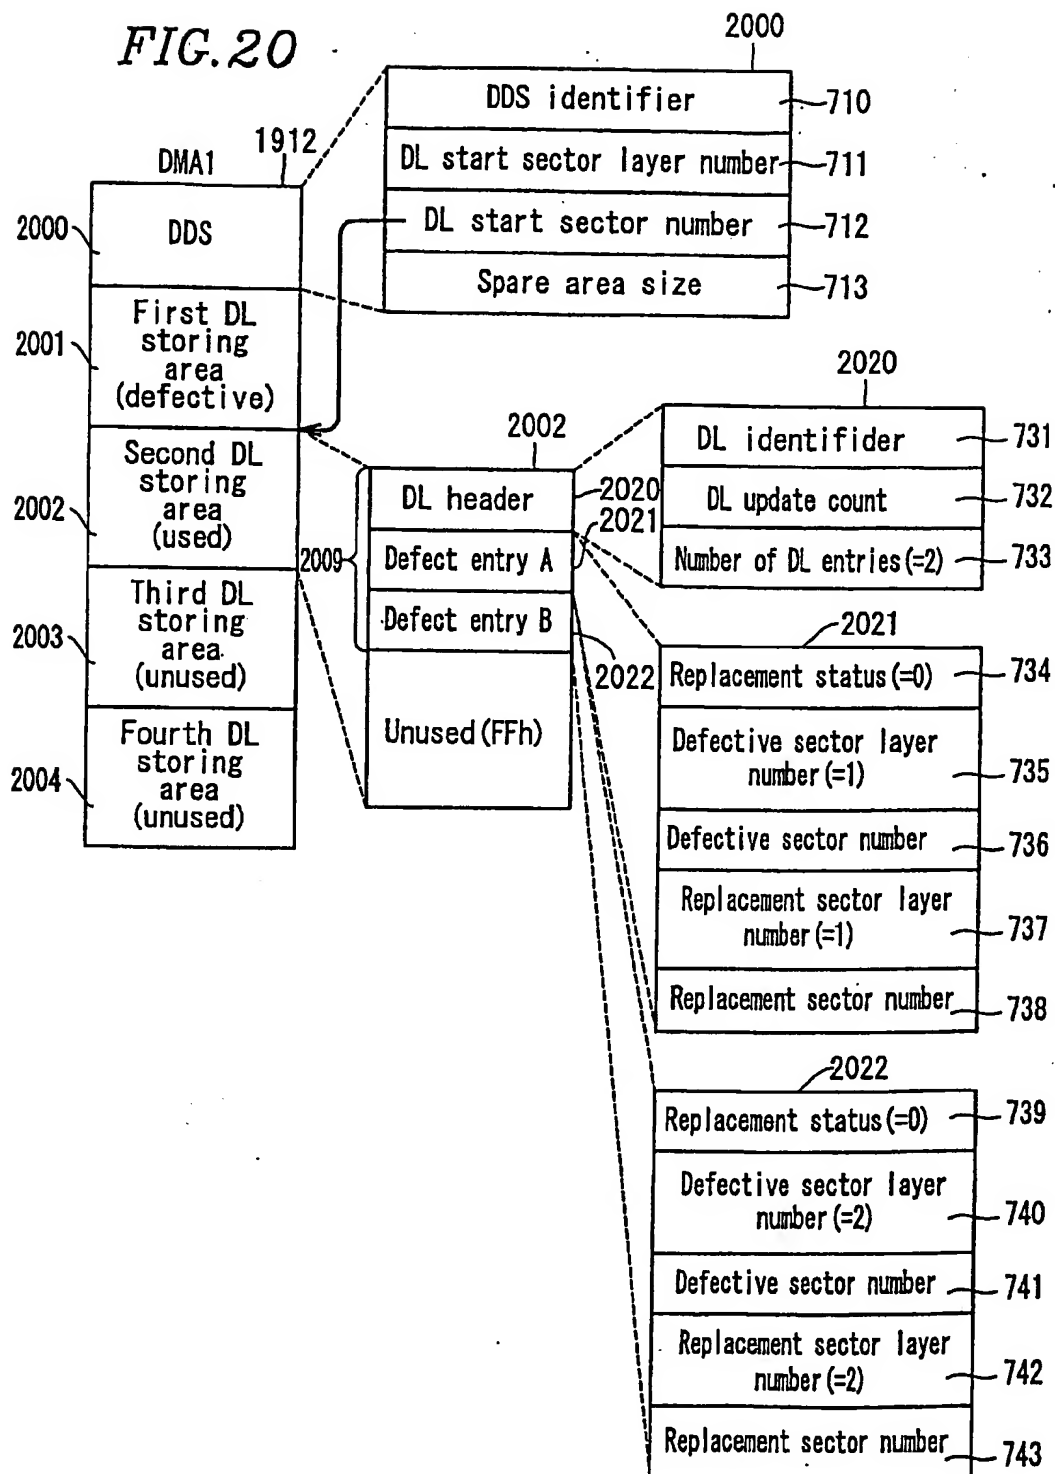 FIG.20
2000
DDS identifier
710
DL start sector layer number
711
DL start sector number
712
Spare area size
713
DMA1
1912
2000
DDS
2001
First DL
storing
area
(defective)
2002
Second DL
storing
area
(used)
2003
Third DL
storing
area
(unused)
2004
Fourth DL
storing
area
(unused)
2002
2009
DL header
2020
2021
Defect entry A
Defect entry B
2022
Unused(FFh)
2020
DL identifider
731
DL update count
732
Number of DL entries(=2)
733
2021
Replacement status(=0)
734
Defective sector layer
number(=1)
735
Defective sector number
736
Replacement sector layer
number(=1)
737
Replacement sector number
738
2022
Replacement status(=0)
739
Defective sector layer
number(=2)
740
Defective sector number
741
Replacement sector layer
number(=2)
742
Replacement sector number
743